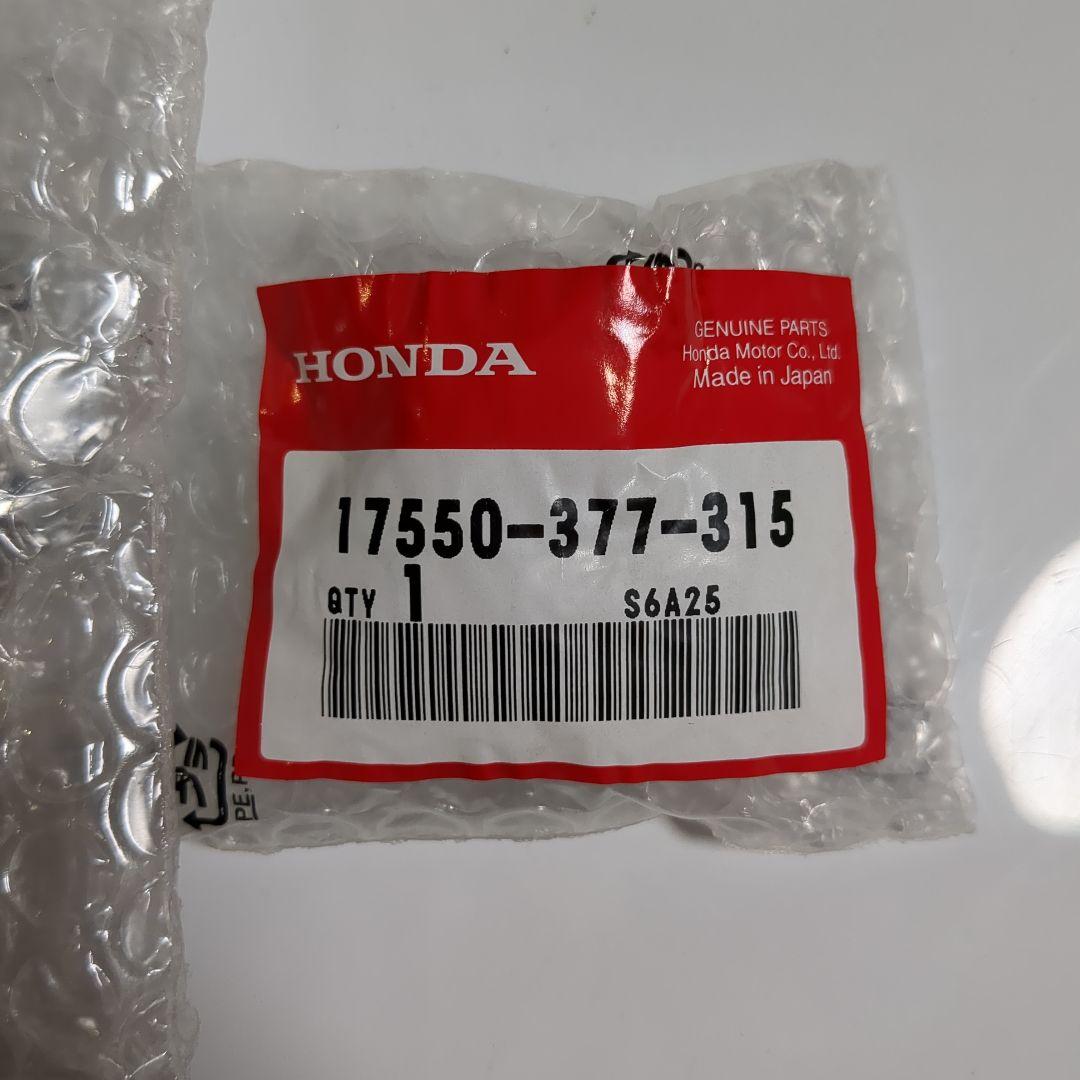 HONDA
GENUINE PARTS
Honda Motor Co., Ltd.
Made in Japan
17550-377-315
QTY 1 S6A25